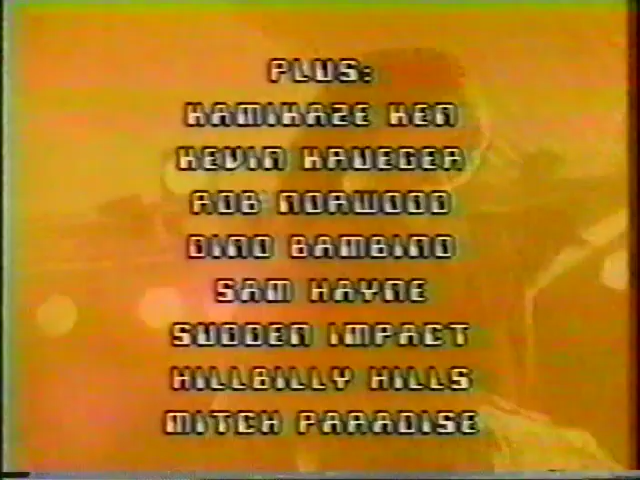 PLUS:
KAMIKAZE KEN
KEVIN KRUEGER
ROB NORWOOD
DINO BAMBINO
SAM HAYNE
SUDDEN IMPACT
HILLBILLY HILLS
MITCH PARADISE